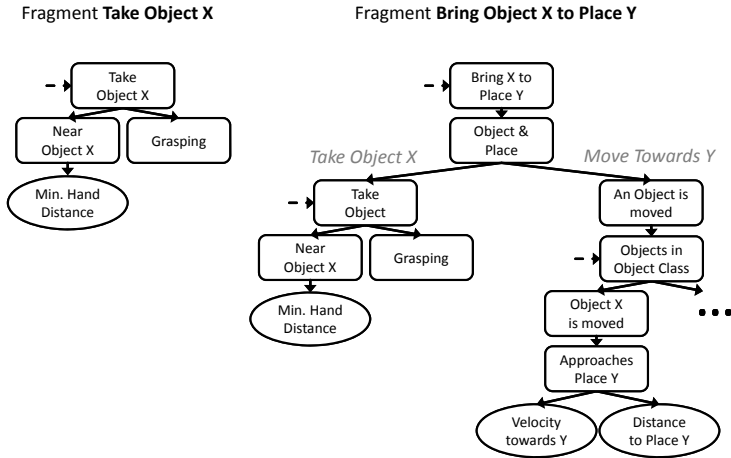 Fragment Take Object X
Take
Object X
Near
Object X
Grasping
Min. Hand
Distance
Fragment Bring Object X to Place Y
Bring X to
Place Y
Object &
Place
Take Object X
Move Towards Y
Take
Object
Near
Object X
Grasping
Min. Hand
Distance
An Object is
moved
Objects in
Object Class
Object X
is moved
...
Approaches
Place Y
Velocity
towards Y
Distance
to Place Y